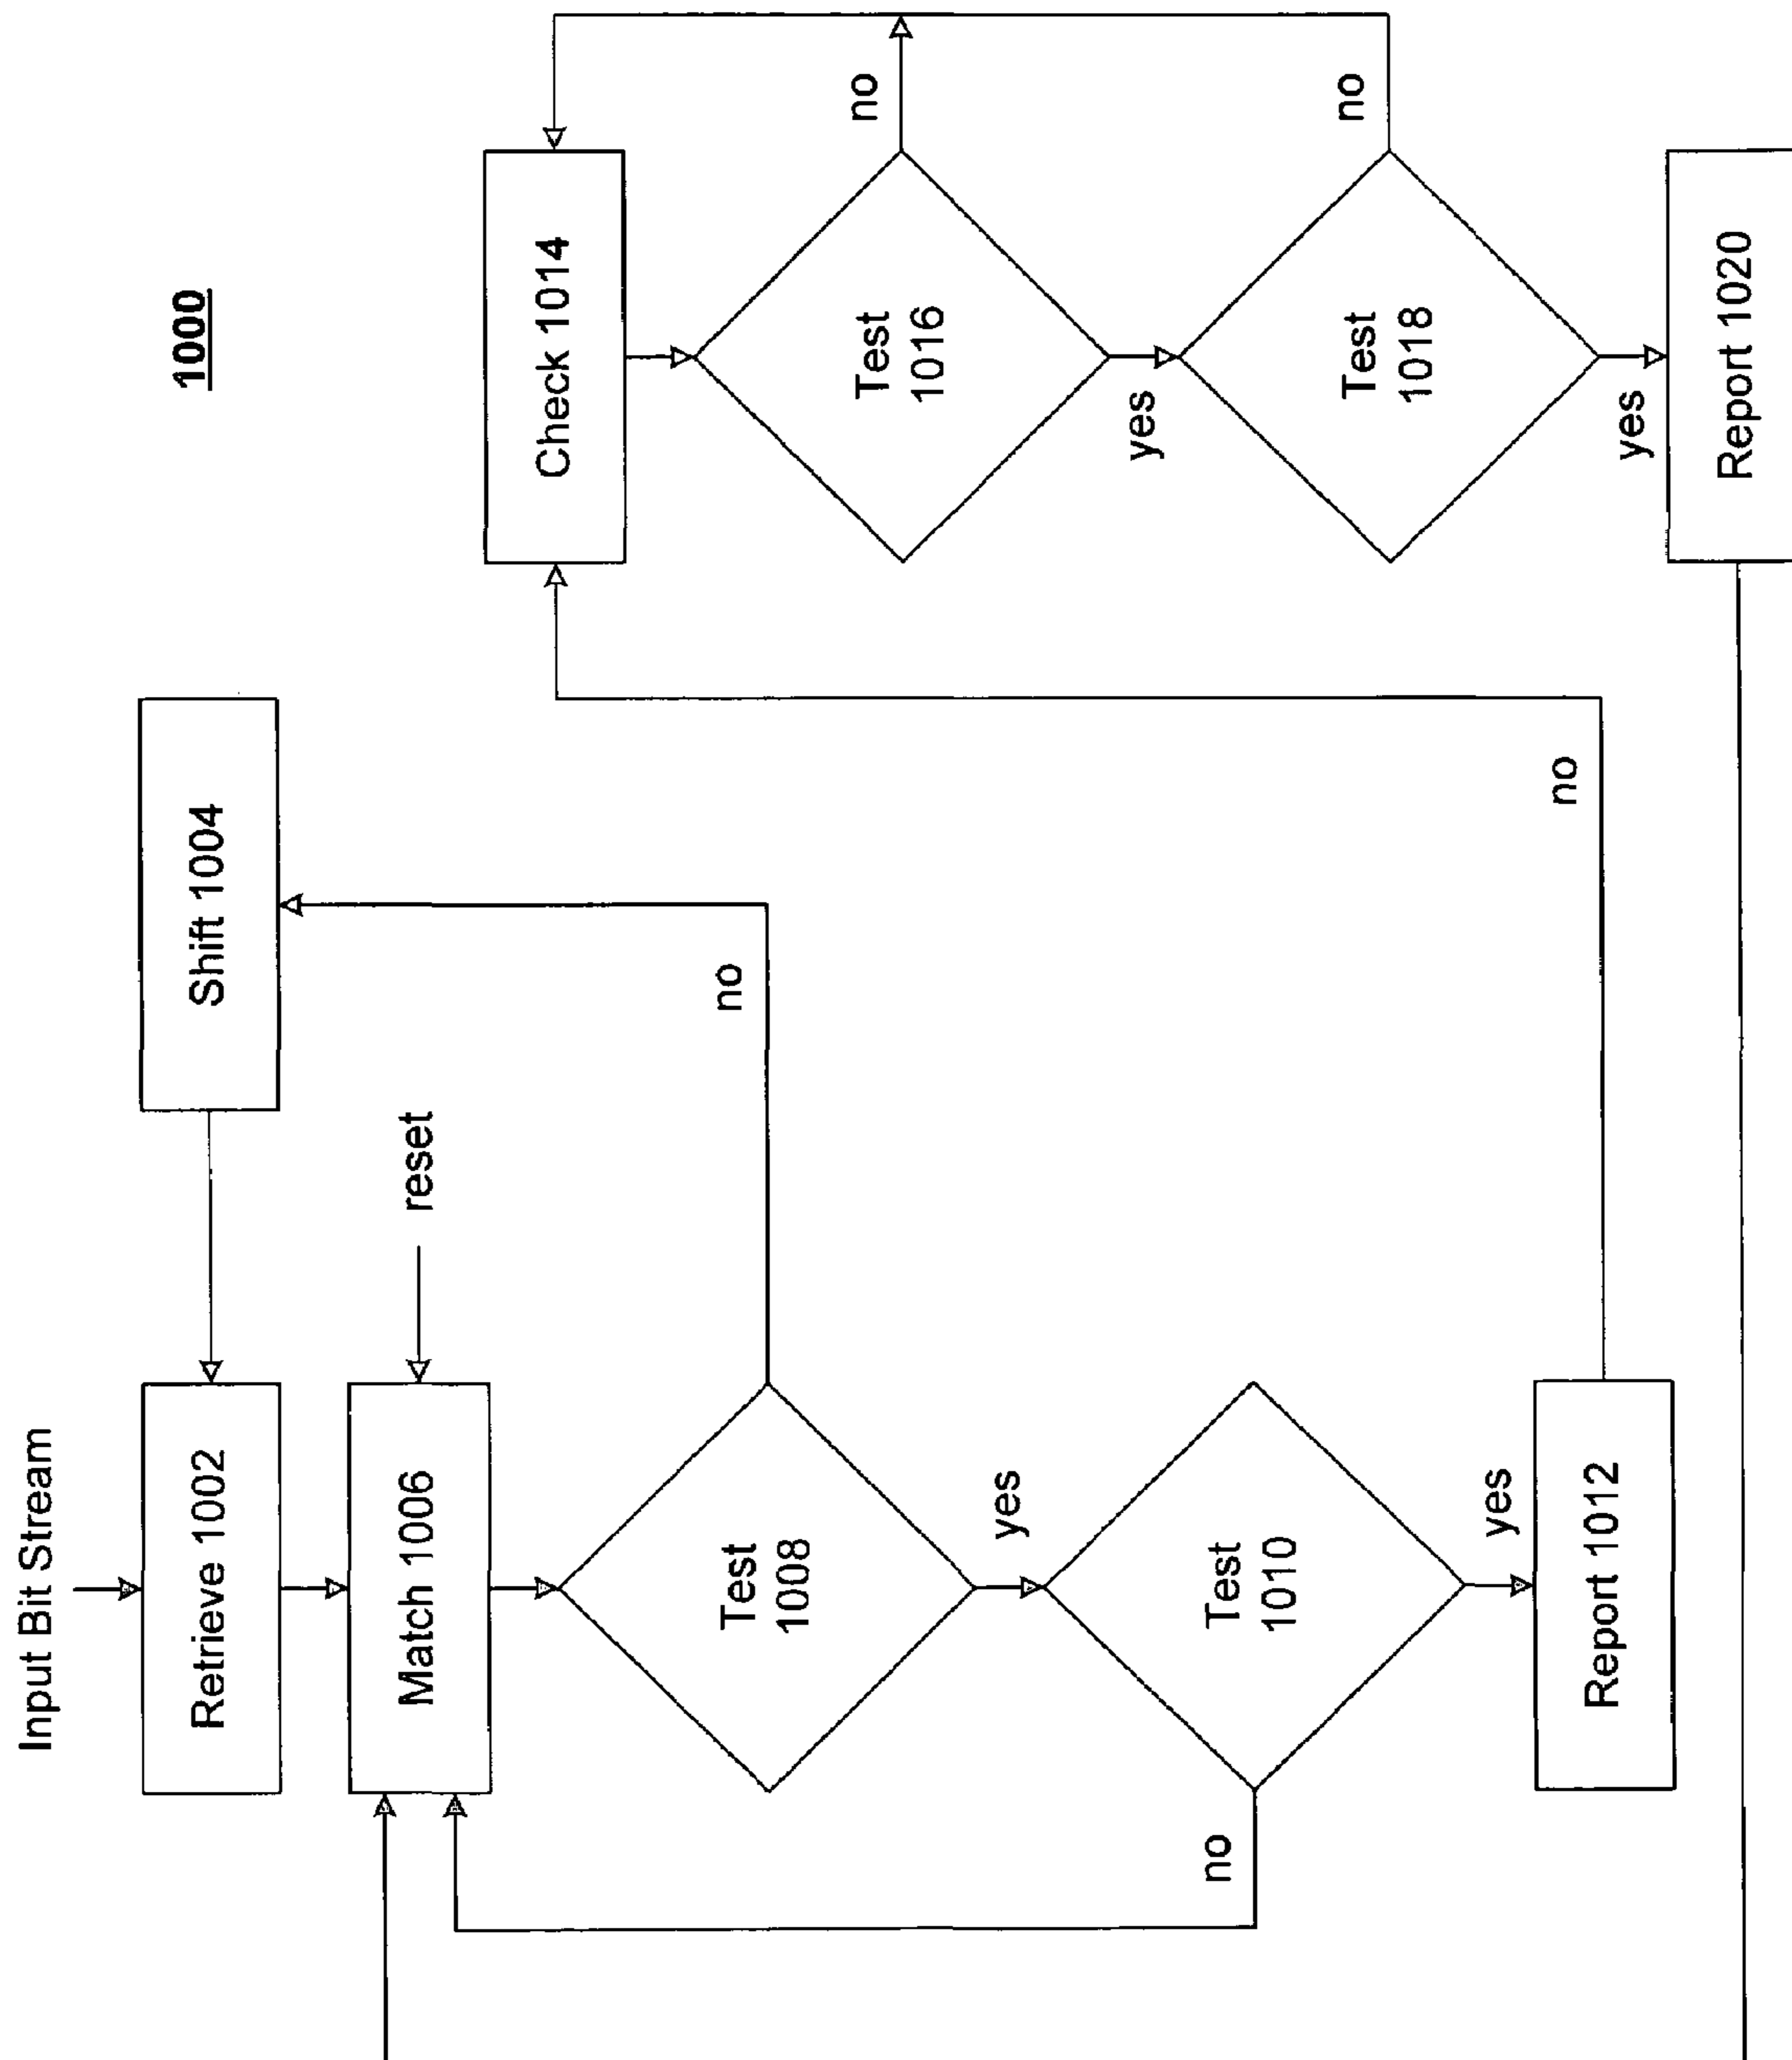 1000
Input Bit Stream
Retrieve 1002
Shift 1004
Match 1006
reset
Test
1008
no
yes
Test
1010
no
yes
Report 1012
no
Check 1014
Test
1016
no
yes
Test
1018
no
yes
Report 1020